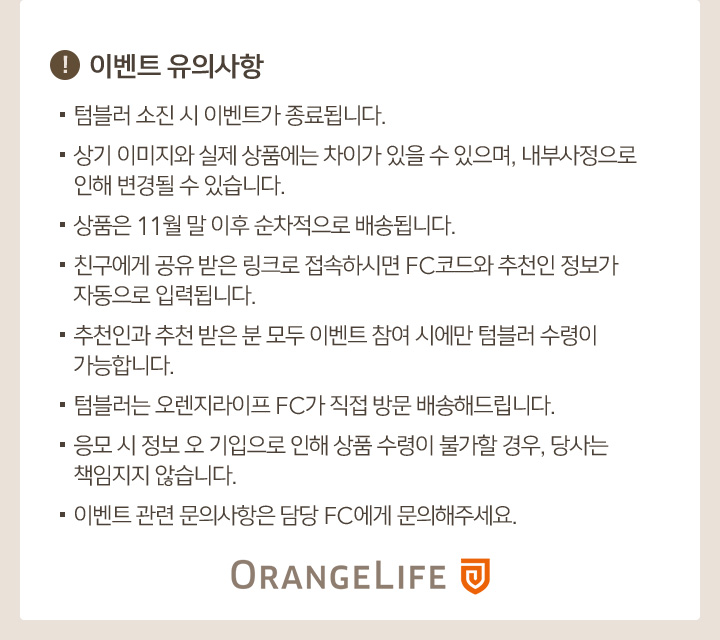 ! 이벤트 유의사항
▪ 텀블러 소진 시 이벤트가 종료됩니다.
▪ 상기 이미지와 실제 상품에는 차이가 있을 수 있으며, 내부사정으로
인해 변경될 수 있습니다.
▪ 상품은 11월 말 이후 순차적으로 배송됩니다.
▪ 친구에게 공유 받은 링크로 접속하시면 FC코드와 추천인 정보가
자동으로 입력됩니다.
▪ 추천인과 추천 받은 분 모두 이벤트 참여 시에만 텀블러 수령이
가능합니다.
▪ 텀블러는 오렌지라이프 FC가 직접 방문 배송해드립니다.
▪ 응모 시 정보 오 기입으로 인해 상품 수령이 불가할 경우, 당사는
책임지지 않습니다.
▪ 이벤트 관련 문의사항은 담당 FC에게 문의해주세요.
ORANGELIFE